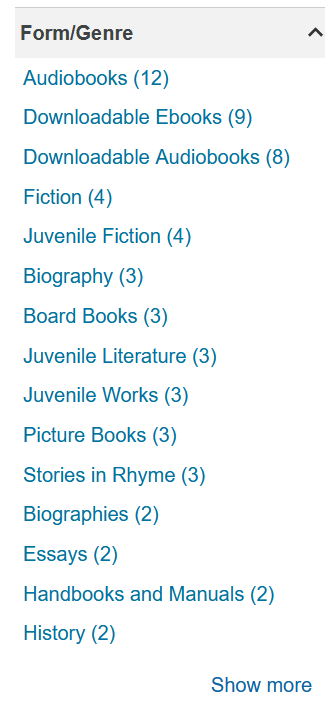 Form/Genre
Audiobooks (12)
Downloadable Ebooks (9)
Downloadable Audiobooks (8)
Fiction (4)
Juvenile Fiction (4)
Biography (3)
Board Books (3)
Juvenile Literature (3)
Juvenile Works (3)
Picture Books (3)
Stories in Rhyme (3)
Biographies (2)
Essays (2)
Handbooks and Manuals (2)
History (2)
Show more